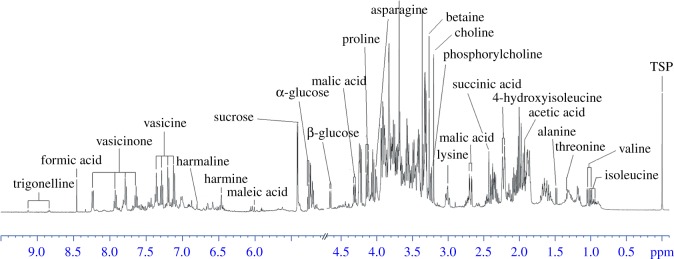 asparagine
betaine
choline
proline
phosphorylcholine
TSP
malic acid
succinic acid
α-glucose
4-hydroxyisoleucine
acetic acid
sucrose
vasicine
β-glucose
malic acid
alanine
vasicinone
threonine
valine
formic acid
harmaline
lysine
harmine
isoleucine
trigonelline
maleic acid
9.0 8.5 8.0 7.5 7.0 6.5 6.0 4.5 4.0 3.5 3.0 2.5 2.0 1.5 1.0 0.5 ppm